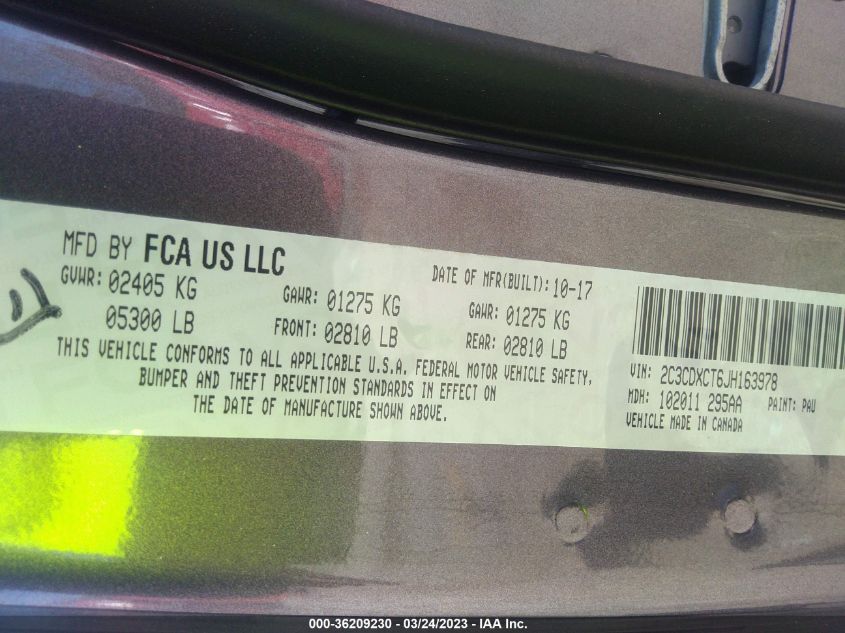 MFD BY FCA US LLC
DATE OF MFR(BUILT): 10-17
GVWR: 02405 KG
GAWR: 01275 KG
GAWR: 01275 KG
05300 LB
FRONT: 02810 LB
REAR: 02810 LB
THIS VEHICLE CONFORMS TO ALL APPLICABLE U.S.A. FEDERAL MOTOR VEHICLE SAFETY,
BUMPER AND THEFT PREVENTION STANDARDS IN EFFECT ON
THE DATE OF MANUFACTURE SHOWN ABOVE.
VIN: 2C3CDXCT6JH163978
MDH: 102011 295AA PAINT: PAU
VEHICLE MADE IN CANADA
000-36209230 - 03/24/2023 - IAA Inc.